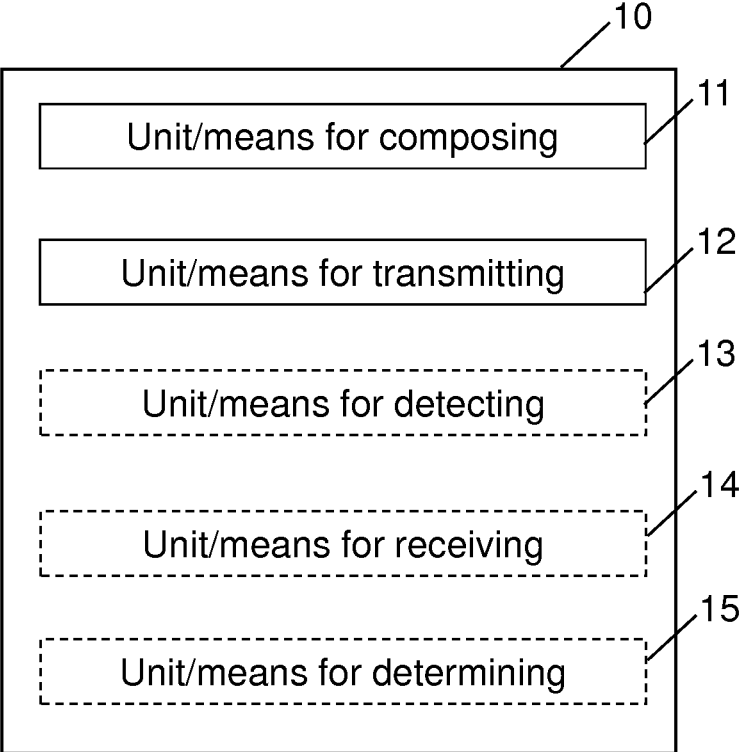 10
11
Unit/means for composing
12
Unit/means for transmitting
13
Unit/means for detecting
14
Unit/means for receiving
15
Unit/means for determining